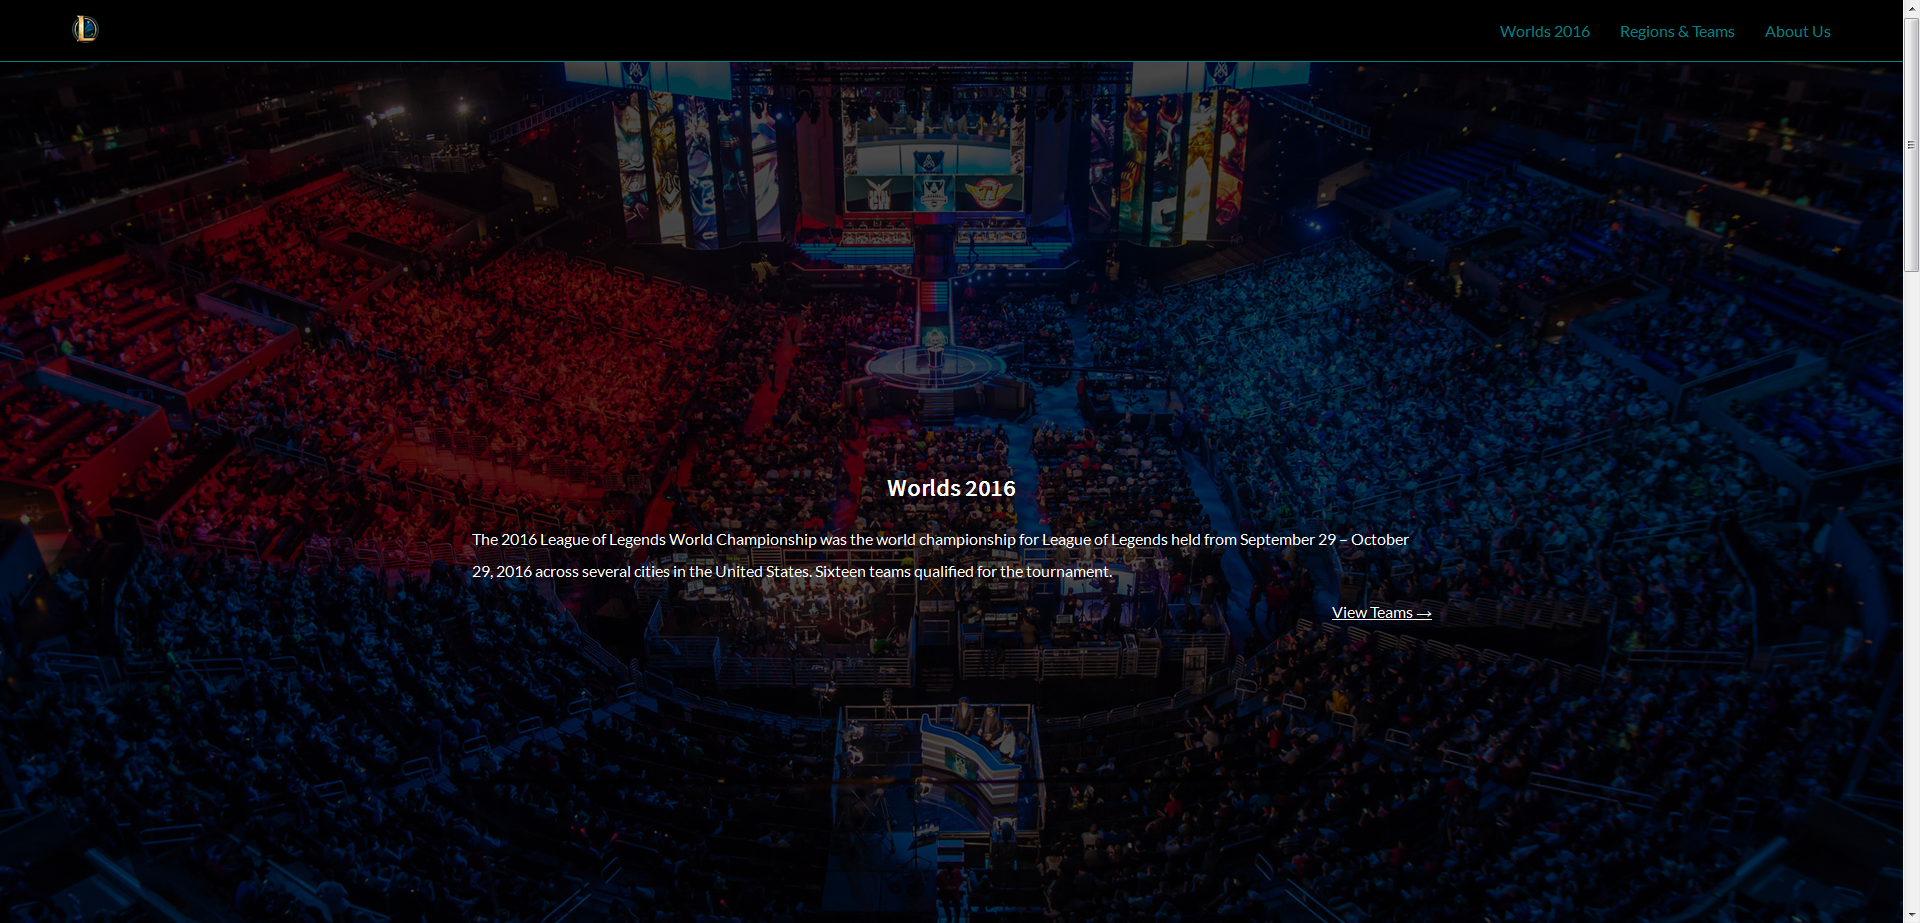 Worlds 2016
Regions & Teams
About Us
Worlds 2016
The 2016 League of Legends World Championship was the world championship for League of Legends held from September 29 – October
29, 2016 across several cities in the United States. Sixteen teams qualified for the tournament.
View Teams →